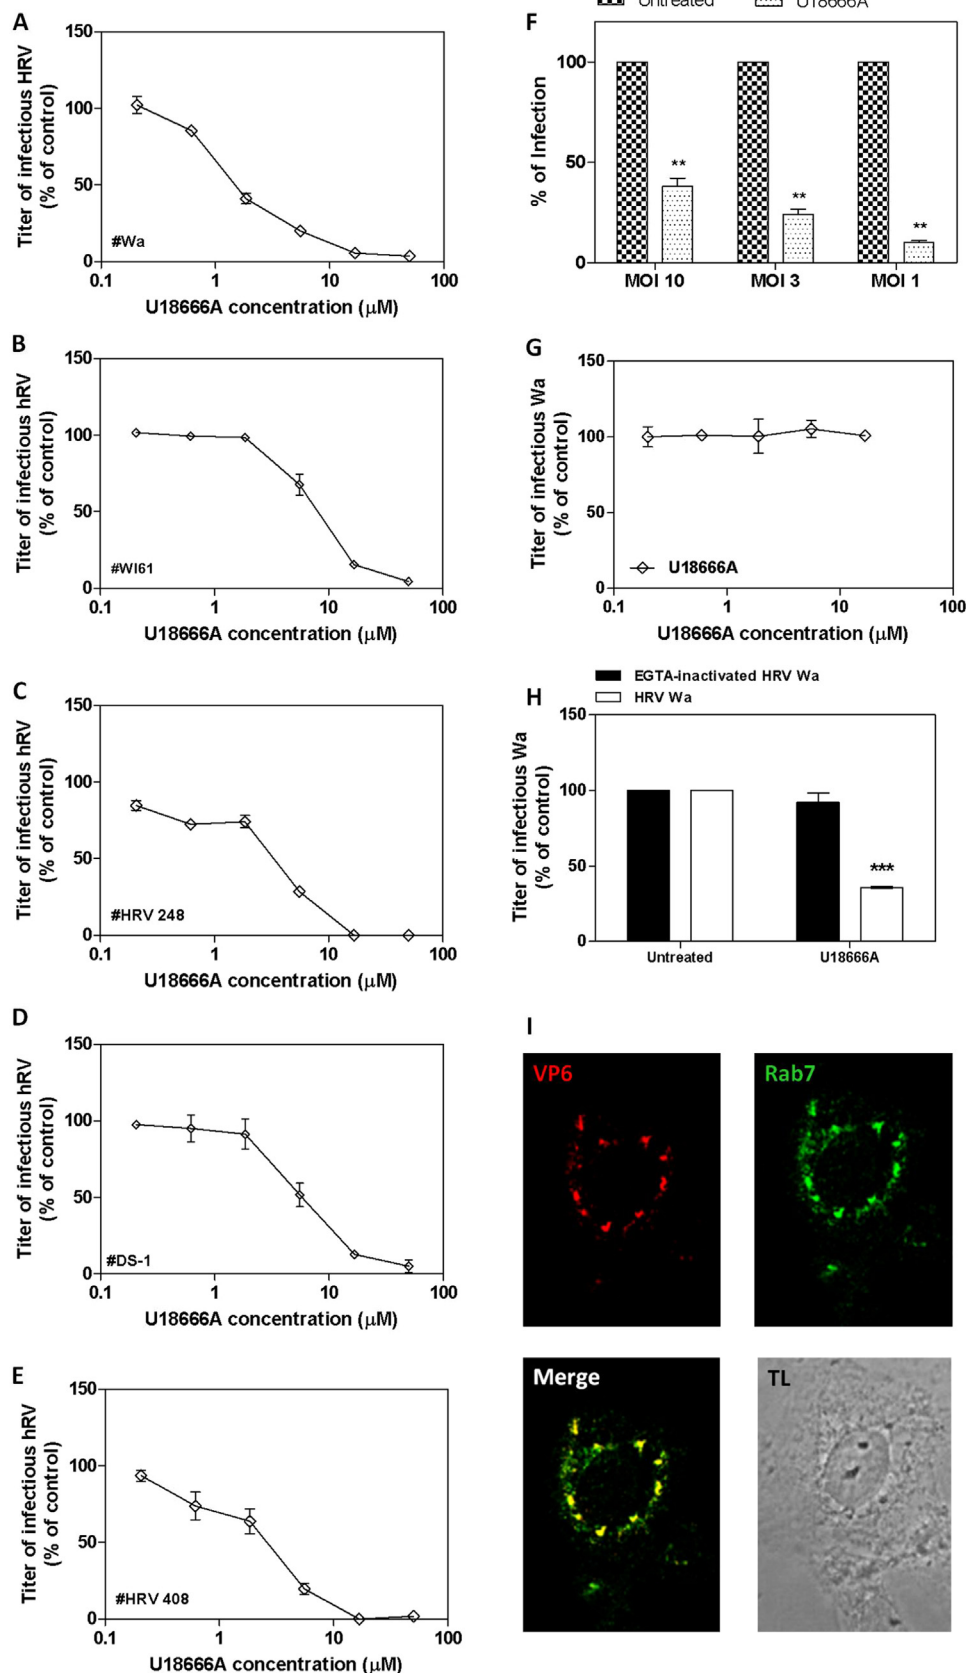 A
Titer of infectious HRV
(% of control)
150
100
50
0
#Wa
0.1 1 10 100
U18666A concentration (μM)
B
Titer of infectious hRV
(% of control)
150
100
50
0
#WI61
0.1 1 10 100
U18666A concentration (μM)
C
Titer of infectious hRV
(% of control)
150
100
50
0
#HRV 248
0.1 1 10 100
U18666A concentration (μM)
D
Titer of infectious hRV
(% of control)
150
100
50
0
#DS-1
0.1 1 10 100
U18666A concentration (μM)
E
Titer of infectious hRV
(% of control)
150
100
50
0
#HRV 408
0.1 1 10 100
U18666A concentration (μM)
Untreated U18666A
F
% of Infection
100
50
0
** ** **
MOI 10 MOI 3 MOI 1
G
Titer of infectious Wa
(% of control)
150
100
50
0
U18666A
0.1 1 10 100
U18666A concentration (μM)
EGTA-inactivated HRV Wa
HRV Wa
H
Titer of infectious Wa
(% of control)
150
100
50
0
***
Untreated U18666A
I
VP6 Rab7
Merge TL